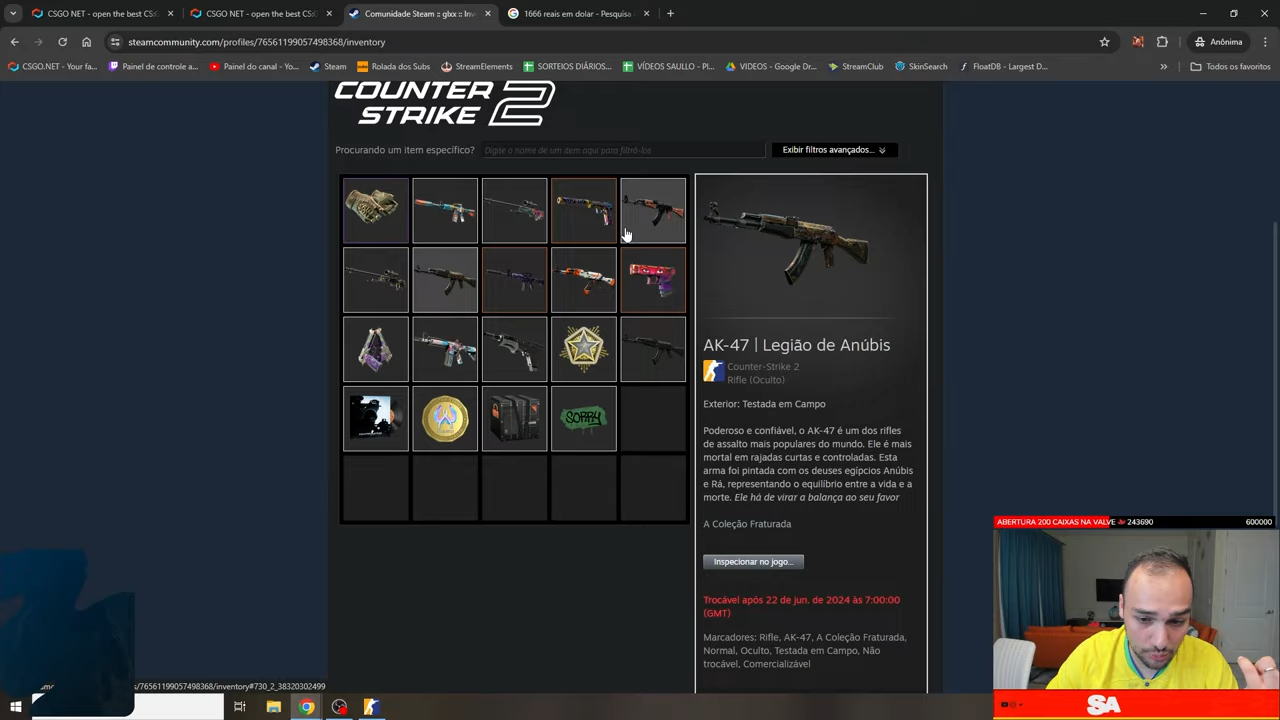 CSGO NET - open the best CS:
CSGO NET - open the best CS:
Comunidade Steam :: glxx :: Inv
1666 reais em dolar - Pesquisa
steamcommunity.com/profiles/76561199057498368/inventory
Anônima
CSGO.NET - Your fa...
Painel de controle a...
Painel do canal - Yo...
Steam
Rolada dos Subs
StreamElements
SORTEIOS DIÁRIOS...
VÍDEOS SAULLO - Pl...
VIDEOS - Google Dr...
StreamClub
SkinSearch
FloatDB - Largest D...
Todos os favoritos
COUNTER
STRIKE 2
Procurando um item específico?
Digite o nome de um item aqui para filtrá-los
Exibir filtros avançados...
SORRY
AK-47 | Legião de Anúbis
Counter-Strike 2
Rifle (Oculto)
Exterior: Testada em Campo
Poderoso e confiável, o AK-47 é um dos rifles
de assalto mais populares do mundo. Ele é mais
mortal em rajadas curtas e controladas. Esta
arma foi pintada com os deuses egípcios Anúbis
e Rá, representando o equilíbrio entre a vida e a
morte. Ele há de virar a balança ao seu favor
A Coleção Fraturada
Inspecionar no jogo...
Trocável após 22 de jun. de 2024 às 7:00:00
(GMT)
Marcadores: Rifle, AK-47, A Coleção Fraturada,
Normal, Oculto, Testada em Campo, Não
trocável, Comercializável
ABERTURA 200 CAIXAS NA VALVE 243690 600000
s/76561199057498368/inventory#730_2_38320302499
SA